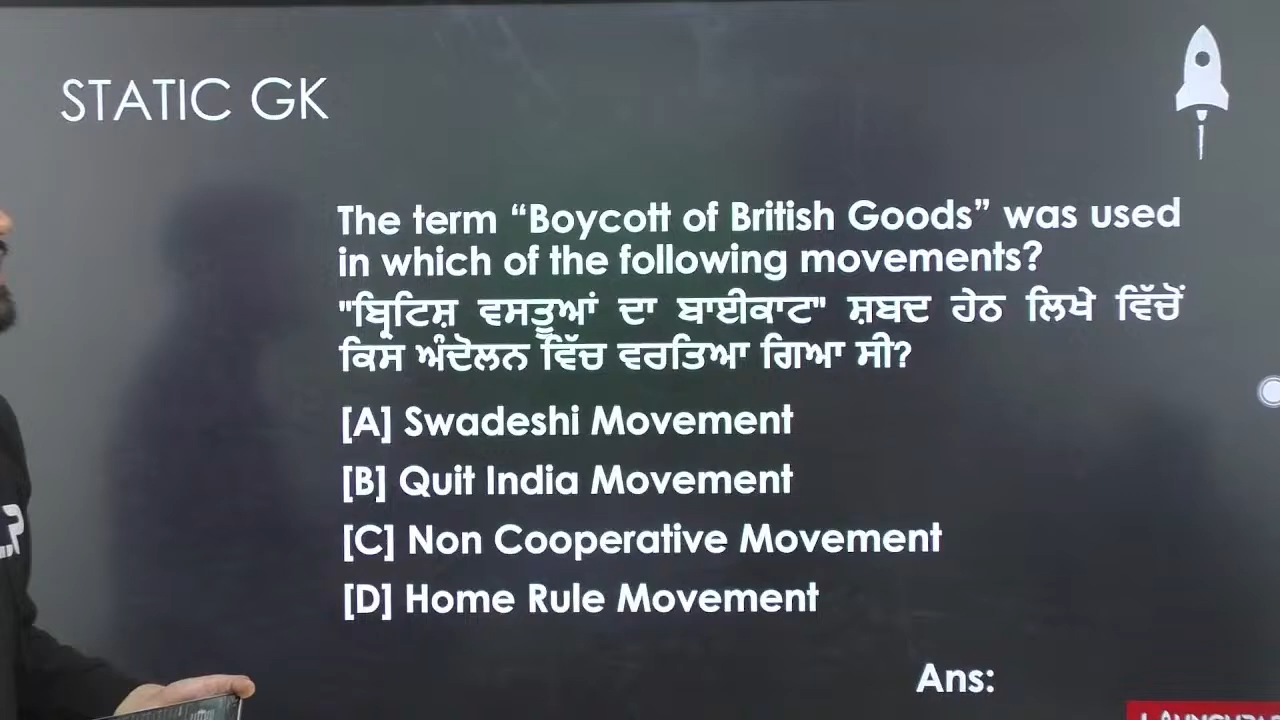 STATIC GK
The term “Boycott of British Goods” was used
in which of the following movements?
"ਬ੍ਰਿਟਿਸ਼ ਵਸਤੂਆਂ ਦਾ ਬਾਈਕਾਟ" ਸ਼ਬਦ ਹੇਠ ਲਿਖੇ ਵਿੱਚੋਂ
ਕਿਸ ਅੰਦੋਲਨ ਵਿੱਚ ਵਰਤਿਆ ਗਿਆ ਸੀ?
[A] Swadeshi Movement
[B] Quit India Movement
[C] Non Cooperative Movement
[D] Home Rule Movement
Ans: